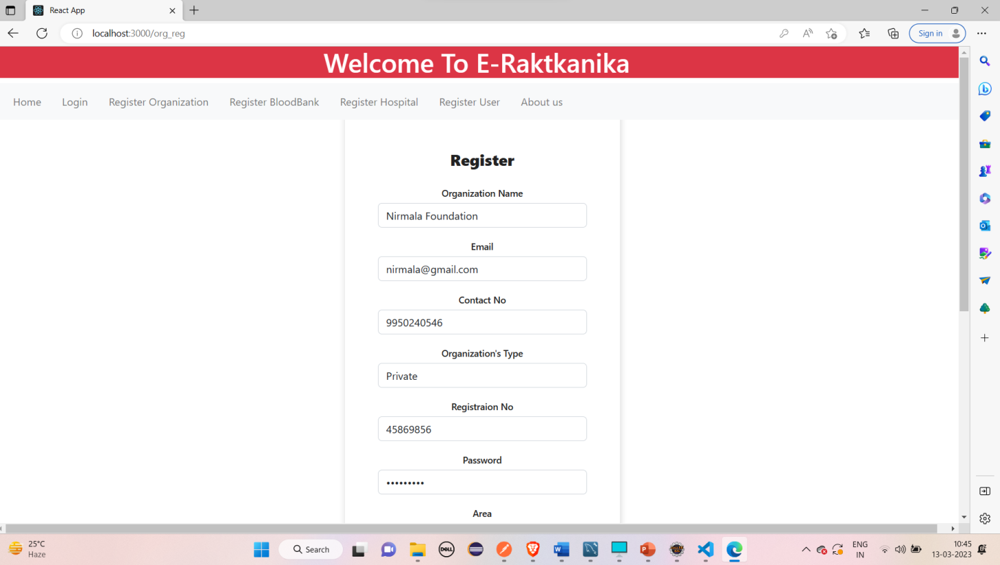 React App
localhost:3000/org_reg
Sign in
Welcome To E-Raktkanika
Home Login Register Organization Register BloodBank Register Hospital Register User About us
Register
Organization Name
Nirmala Foundation
Email
nirmala@gmail.com
Contact No
9950240546
Organization's Type
Private
Registraion No
45869856
Password
•••••••••
Area
25°C
Haze
Search
DELL
ENG
IN
10:45
13-03-2023